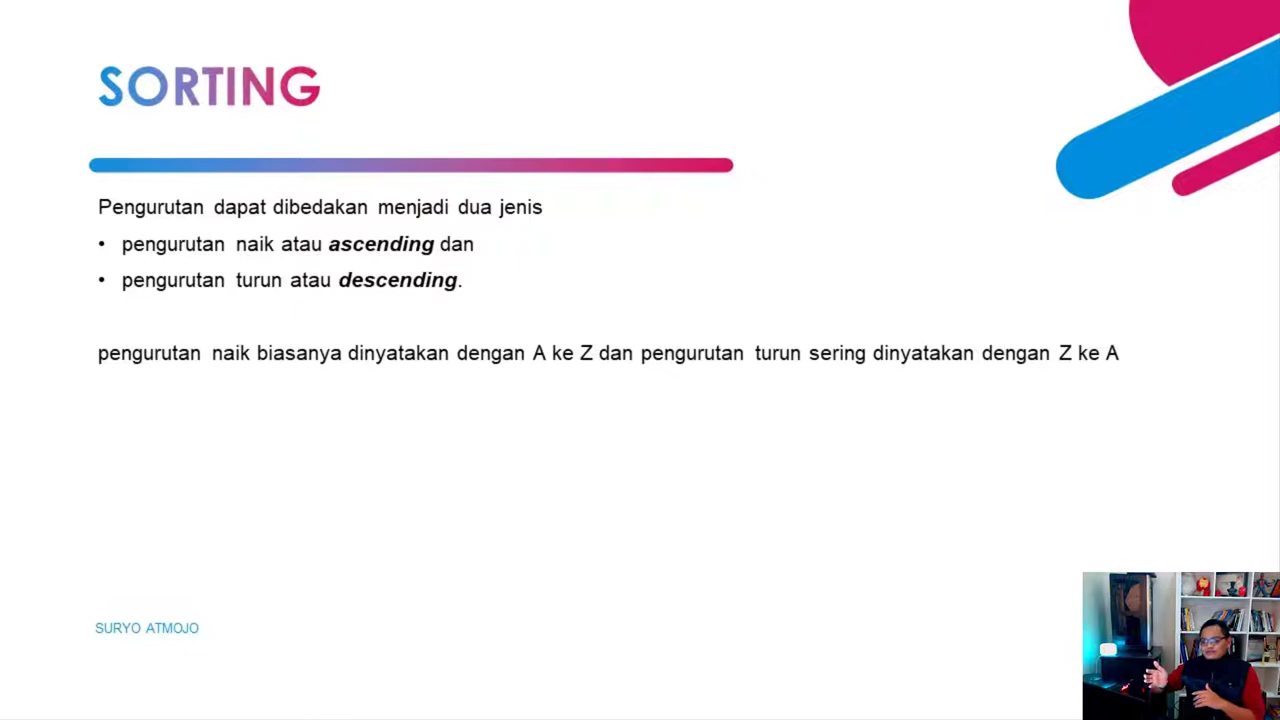 SORTING
Pengurutan dapat dibedakan menjadi dua jenis
• pengurutan naik atau ascending dan
• pengurutan turun atau descending.
pengurutan naik biasanya dinyatakan dengan A ke Z dan pengurutan turun sering dinyatakan dengan Z ke A
SURYO ATMOJO